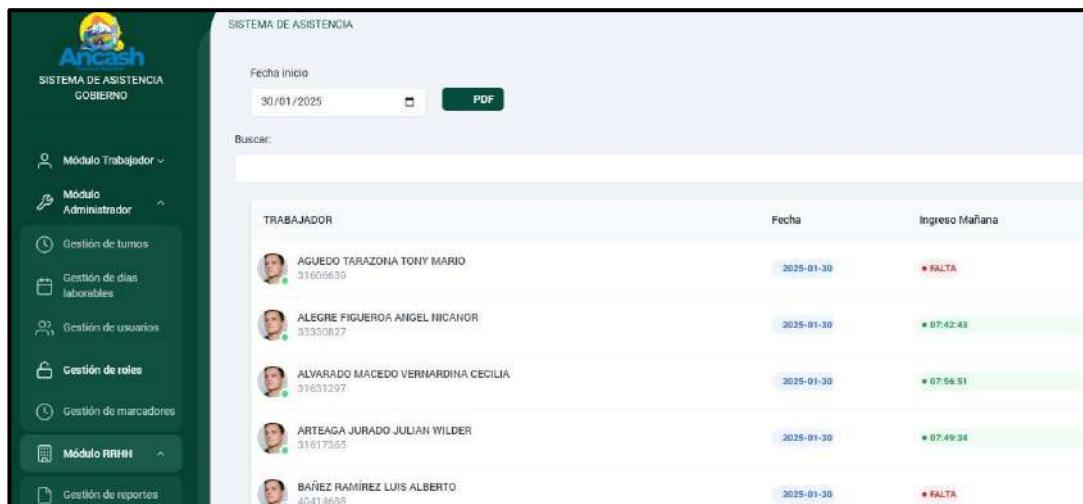 Ancash
SISTEMA DE ASISTENCIA
GOBIERNO
Módulo Trabajador
Módulo
Administrador
Gestión de turnos
Gestión de días
laborables
Gestión de usuarios
Gestión de roles
Gestión de marcadores
Módulo RRHH
Gestión de reportes
SISTEMA DE ASISTENCIA
Fecha inicio
30/01/2025
PDF
Buscar:
TRABAJADOR Fecha Ingreso Mañana
AGUEDO TARAZONA TONY MARIO 2025-01-30 FALTA
31606639
ALEGRE FIGUEROA ANGEL NICANOR 2025-01-30 07:42:43
33330827
ALVARADO MACEDO VERNARDINA CECILIA 2025-01-30 07:56:51
31631297
ARTEAGA JURADO JULIAN WILDER 2025-01-30 07:49:34
31617365
BAÑEZ RAMÍREZ LUIS ALBERTO 2025-01-30 FALTA
40414688